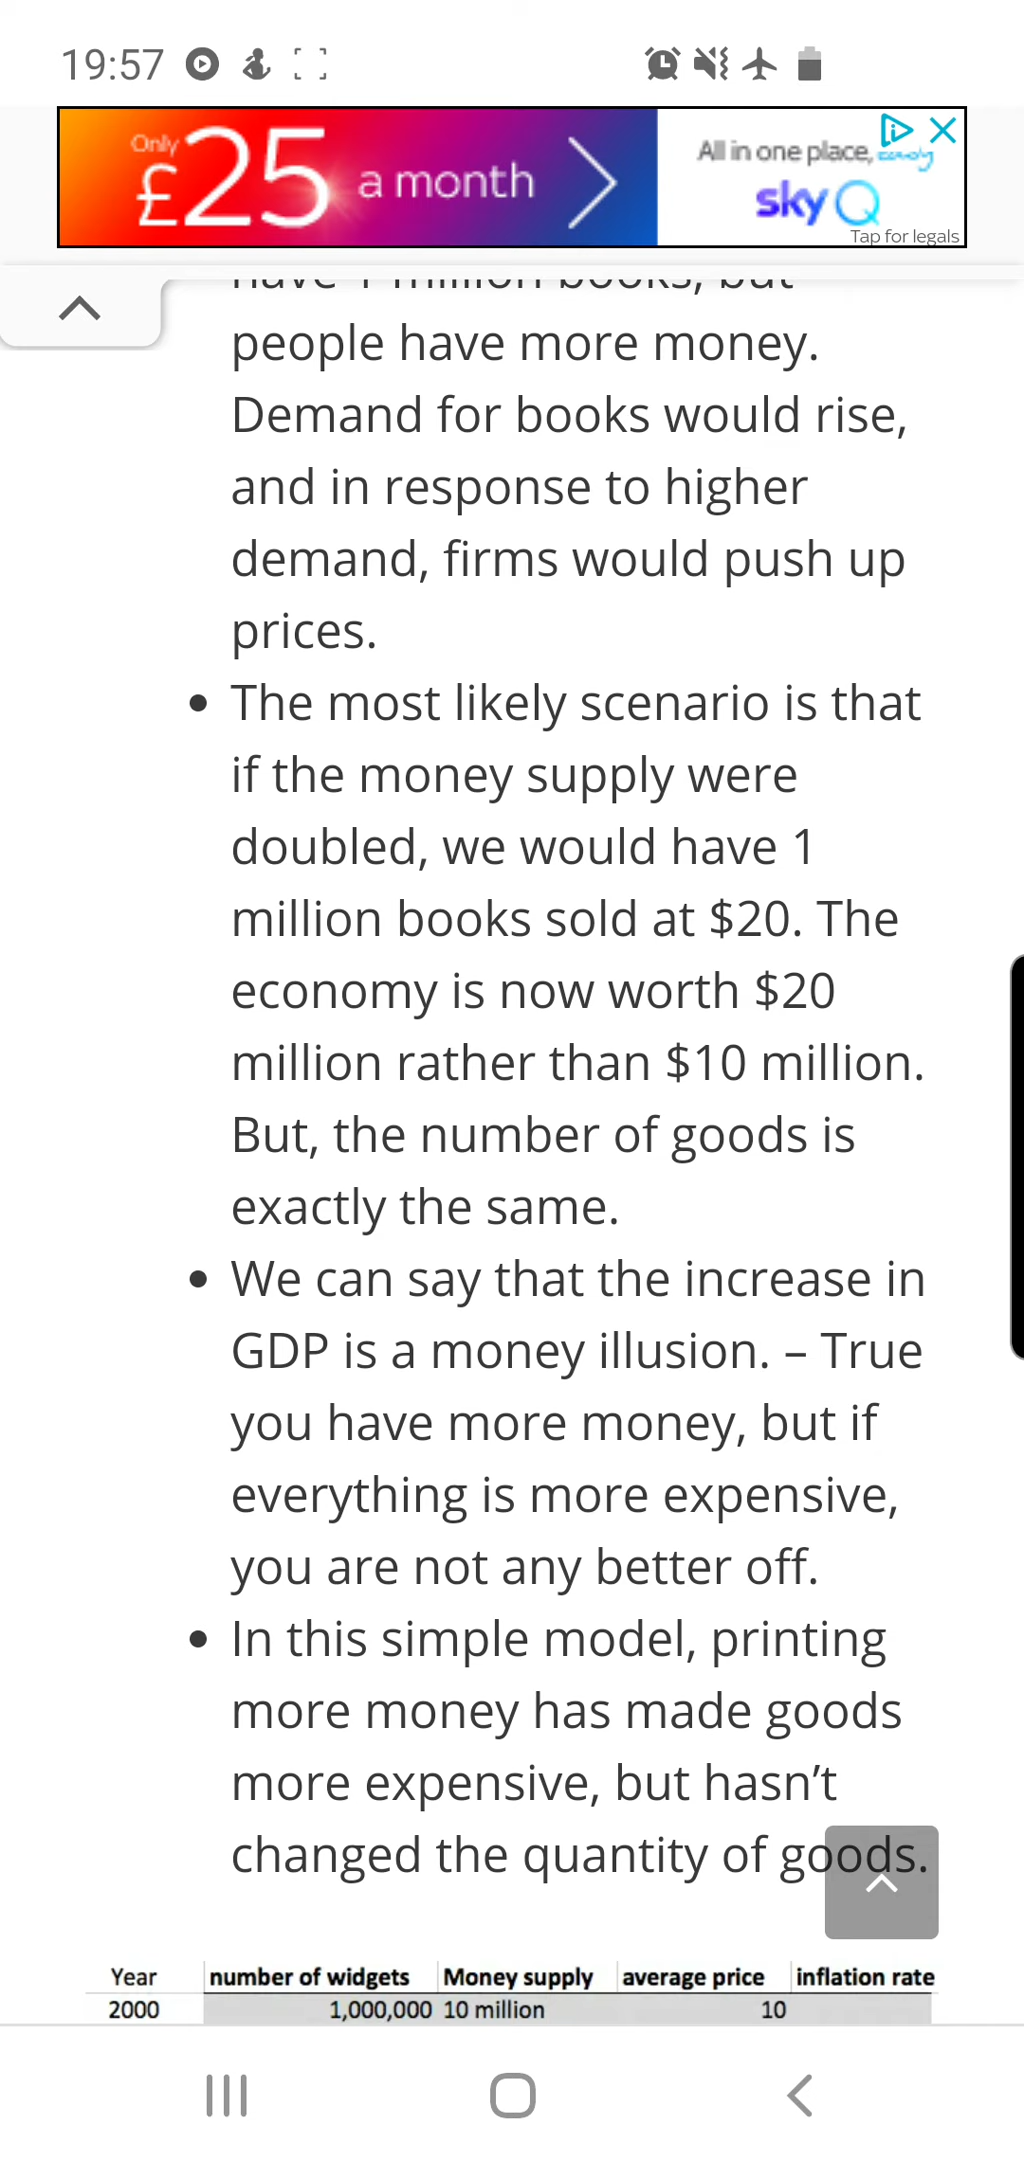 19:57
Only
£25 a month
All in one place, easily
sky Q
Tap for legals
have 1 million books, but
people have more money.
Demand for books would rise,
and in response to higher
demand, firms would push up
prices.
• The most likely scenario is that
if the money supply were
doubled, we would have 1
million books sold at $20. The
economy is now worth $20
million rather than $10 million.
But, the number of goods is
exactly the same.
• We can say that the increase in
GDP is a money illusion. – True
you have more money, but if
everything is more expensive,
you are not any better off.
• In this simple model, printing
more money has made goods
more expensive, but hasn’t
changed the quantity of goods.
Year number of widgets Money supply average price inflation rate
2000 1,000,000 10 million 10